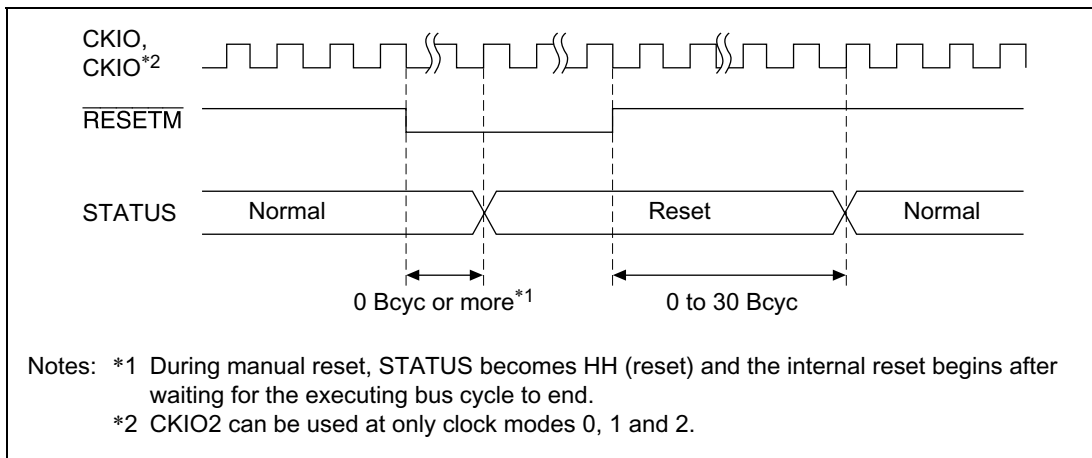 CKIO,
CKIO*2
RESETM
STATUS Normal Reset Normal
0 Bcyc or more*1 0 to 30 Bcyc
Notes: *1 During manual reset, STATUS becomes HH (reset) and the internal reset begins after
waiting for the executing bus cycle to end.
*2 CKIO2 can be used at only clock modes 0, 1 and 2.